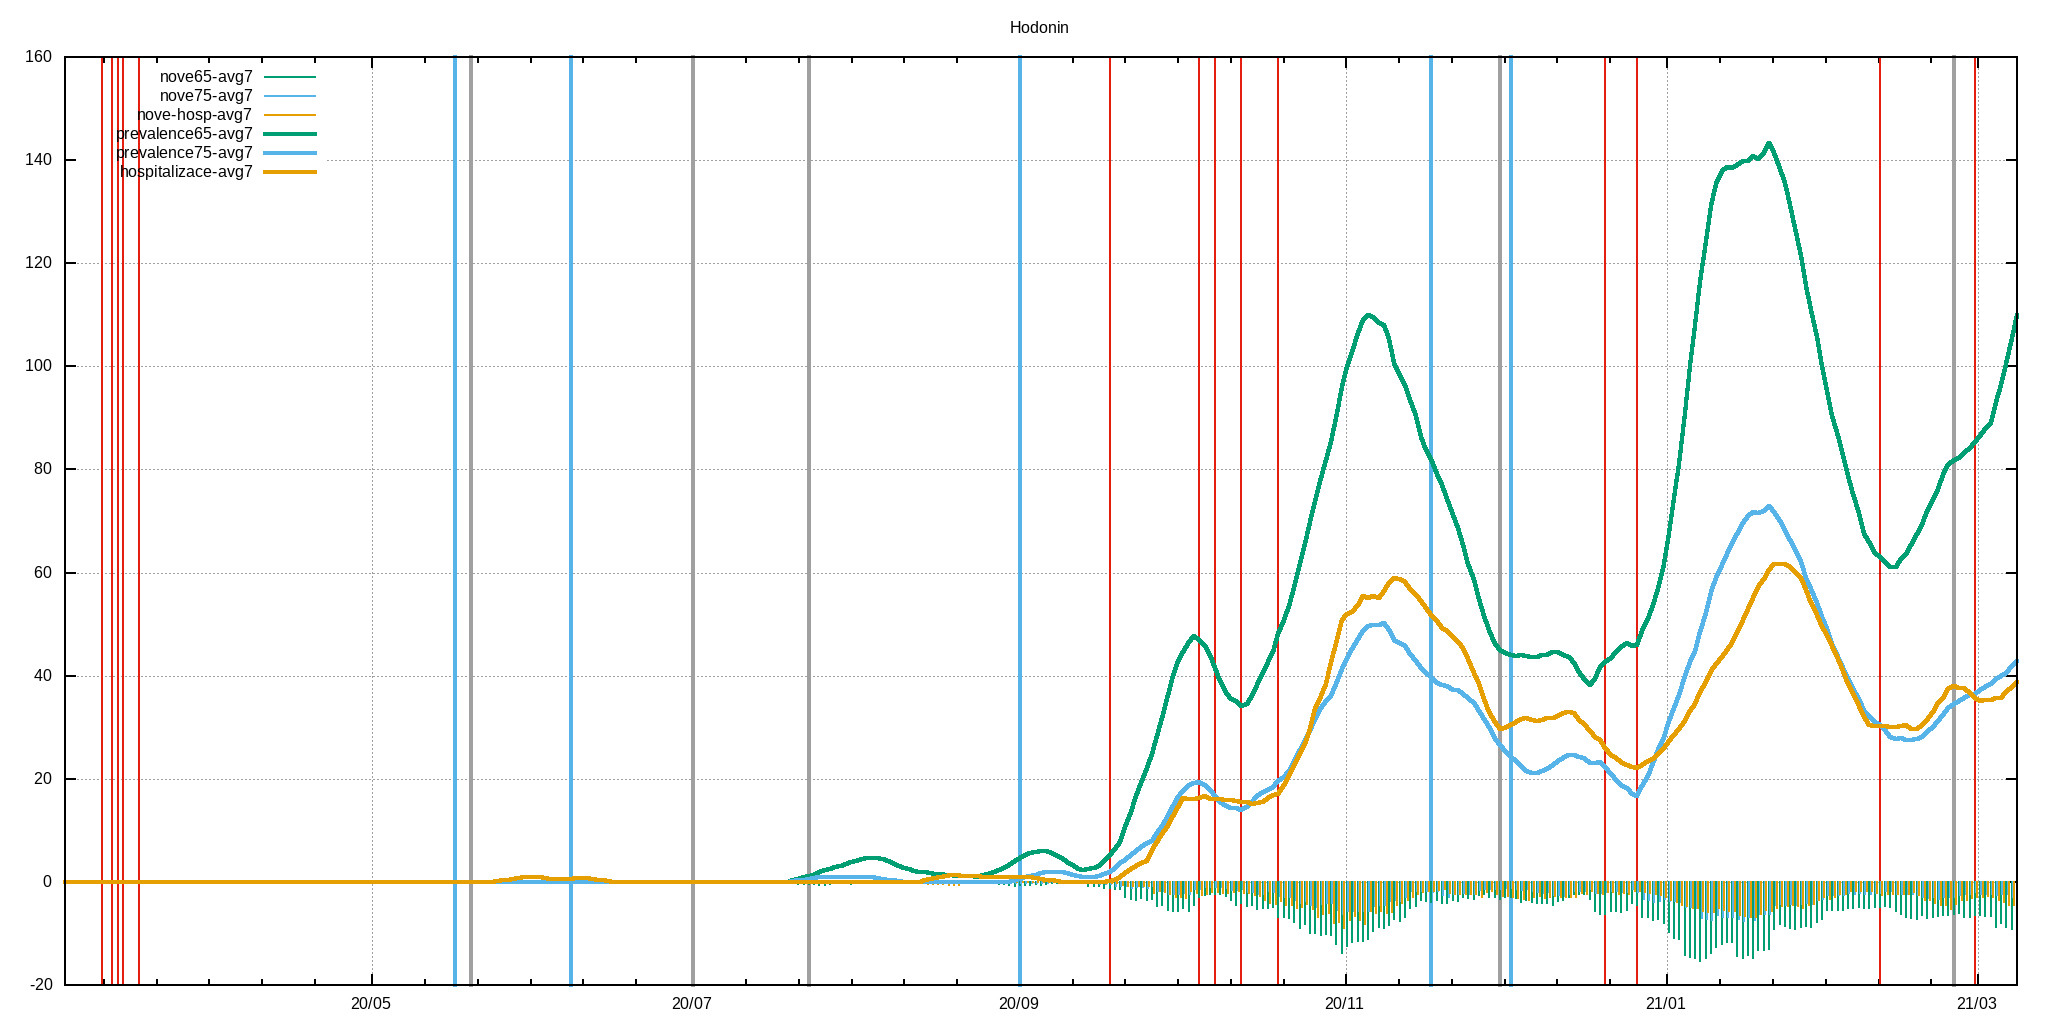 Hodonin
160
140
120
100
80
60
40
20
0
-20
nove65-avg7
nove75-avg7
nove-hosp-avg7
prevalence65-avg7
prevalence75-avg7
hospitalizace-avg7
20/05 20/07 20/09 20/11 21/01 21/03